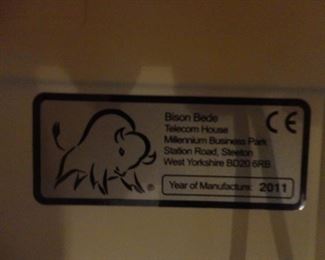 Bison Bede
Telecom House
Millennium Business Park
Station Road, Steeton
West Yorkshire BD20 6RB
CE
®
Year of Manufacture: 2011